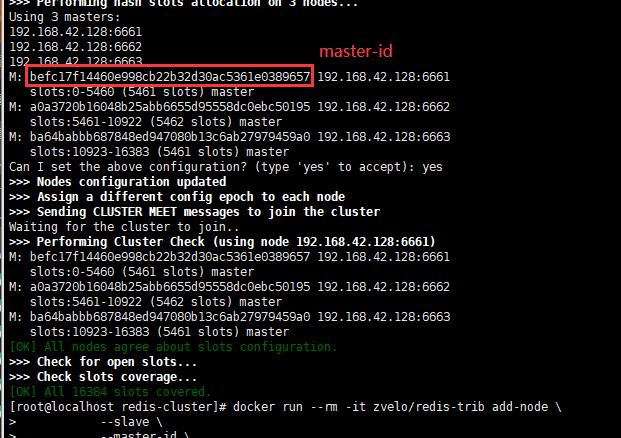 >>> Performing hash slots allocation on 3 nodes...
Using 3 masters:
192.168.42.128:6661
192.168.42.128:6662
192.168.42.128:6663
master-id
M: befc17f14460e998cb22b32d30ac5361e0389657 192.168.42.128:6661
   slots:0-5460 (5461 slots) master
M: a0a3720b16048b25abb6655d95558dc0ebc50195 192.168.42.128:6662
   slots:5461-10922 (5462 slots) master
M: ba64babbb687848ed947080b13c6ab27979459a0 192.168.42.128:6663
   slots:10923-16383 (5461 slots) master
Can I set the above configuration? (type 'yes' to accept): yes
>>> Nodes configuration updated
>>> Assign a different config epoch to each node
>>> Sending CLUSTER MEET messages to join the cluster
Waiting for the cluster to join..
>>> Performing Cluster Check (using node 192.168.42.128:6661)
M: befc17f14460e998cb22b32d30ac5361e0389657 192.168.42.128:6661
   slots:0-5460 (5461 slots) master
M: a0a3720b16048b25abb6655d95558dc0ebc50195 192.168.42.128:6662
   slots:5461-10922 (5462 slots) master
M: ba64babbb687848ed947080b13c6ab27979459a0 192.168.42.128:6663
   slots:10923-16383 (5461 slots) master
[OK] All nodes agree about slots configuration.
>>> Check for open slots...
>>> Check slots coverage...
[OK] All 16384 slots covered.
[root@localhost redis-cluster]# docker run --rm -it zvelo/redis-trib add-node \
>            --slave \
>            --master-id \